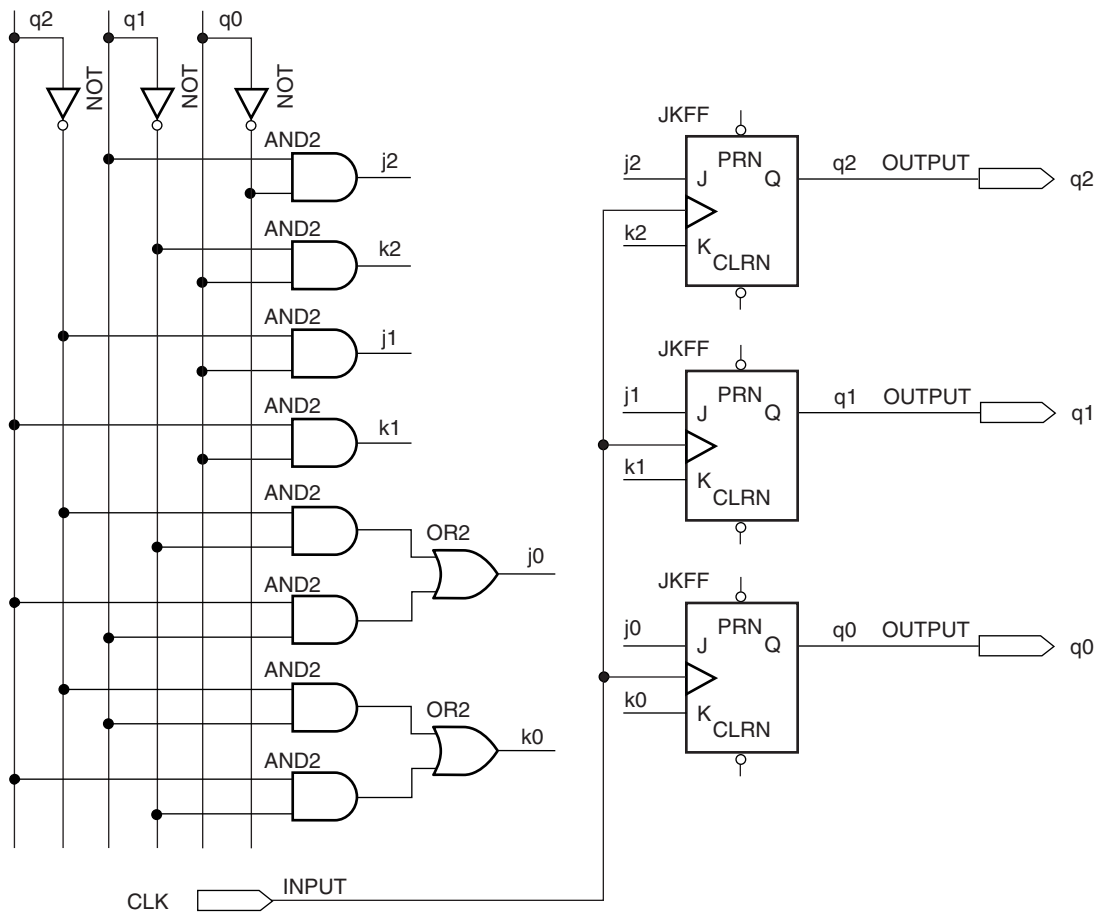 q2
q1
q0
NOT
NOT
NOT
AND2
j2
AND2
k2
AND2
j1
AND2
k1
AND2
OR2
j0
AND2
AND2
OR2
k0
AND2
CLK
INPUT
JKFF
j2
J
PRN
Q
q2
OUTPUT
q2
k2
K
CLRN
JKFF
j1
J
PRN
Q
q1
OUTPUT
q1
k1
K
CLRN
JKFF
j0
J
PRN
Q
q0
OUTPUT
q0
k0
K
CLRN